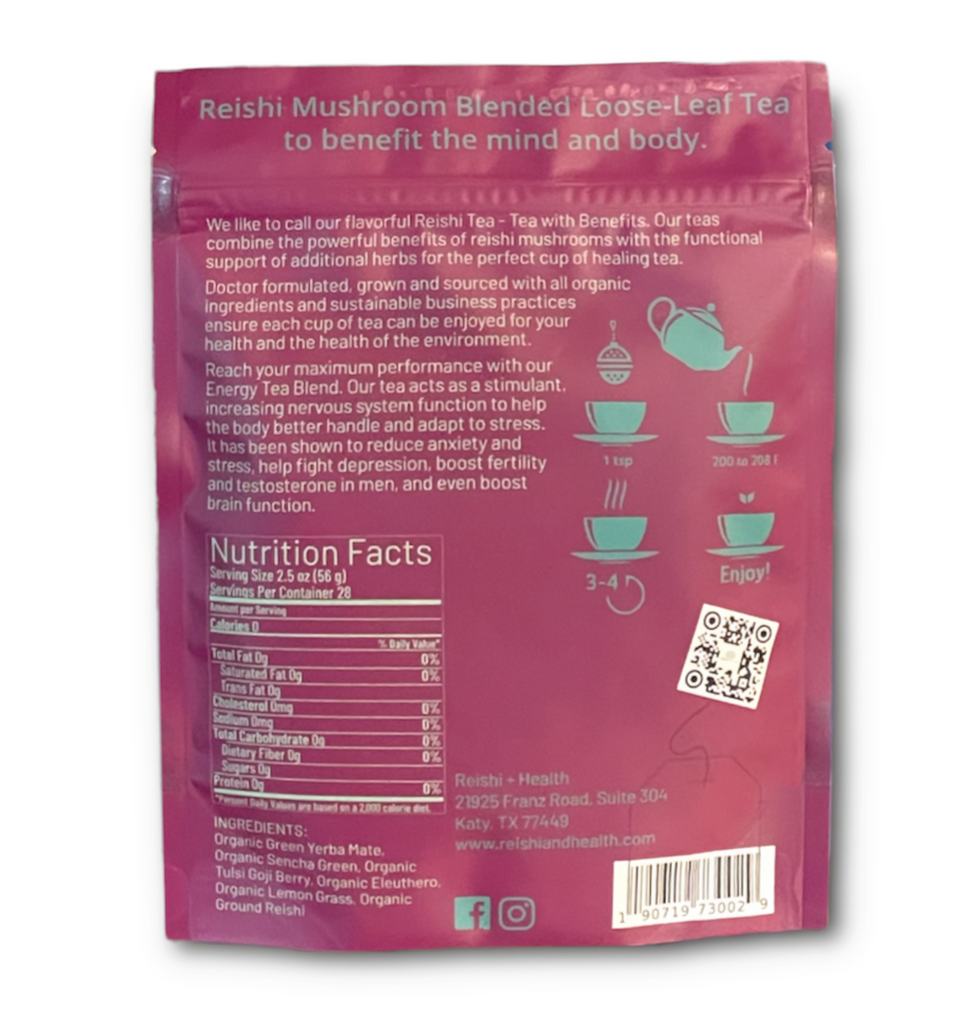 Reishi Mushroom Blended Loose-Leaf Tea
to benefit the mind and body.
We like to call our flavorful Reishi Tea - Tea with Benefits. Our teas
combine the powerful benefits of reishi mushrooms with the functional
support of additional herbs for the perfect cup of healing tea.
Doctor formulated, grown and sourced with all organic
ingredients and sustainable business practices
ensure each cup of tea can be enjoyed for your
health and the health of the environment.
Reach your maximum performance with our
Energy Tea Blend. Our tea acts as a stimulant,
increasing nervous system function to help
the body better handle and adapt to stress.
It has been shown to reduce anxiety and
stress, help fight depression, boost fertility
and testosterone in men, and even boost
brain function.
1 tsp
200 to 208 F
3-4
Enjoy!
Nutrition Facts
Serving Size 2.5 oz (56 g)
Servings Per Container 28
Amount per Serving
Calories 0
% Daily Value*
Total Fat 0g 0%
Saturated Fat 0g 0%
Trans Fat 0g
Cholesterol 0mg 0%
Sodium 0mg 0%
Total Carbohydrate 0g 0%
Dietary Fiber 0g 0%
Sugars 0g
Protein 0g 0%
*Percent Daily Values are based on a 2,000 calorie diet.
INGREDIENTS:
Organic Green Yerba Mate,
Organic Sencha Green, Organic
Tulsi Goji Berry, Organic Eleuthero,
Organic Lemon Grass, Organic
Ground Reishi
Reishi + Health
21925 Franz Road, Suite 304
Katy, TX 77449
www.reishiandhealth.com
1 90719 73002 9